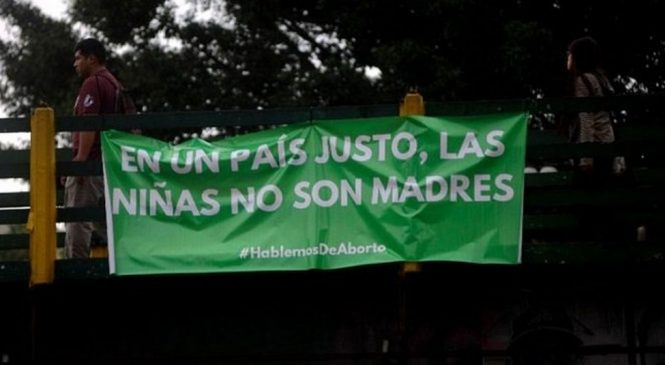 EN UN PAÍS JUSTO, LAS
NIÑAS NO SON MADRES
#HablemosDeAborto